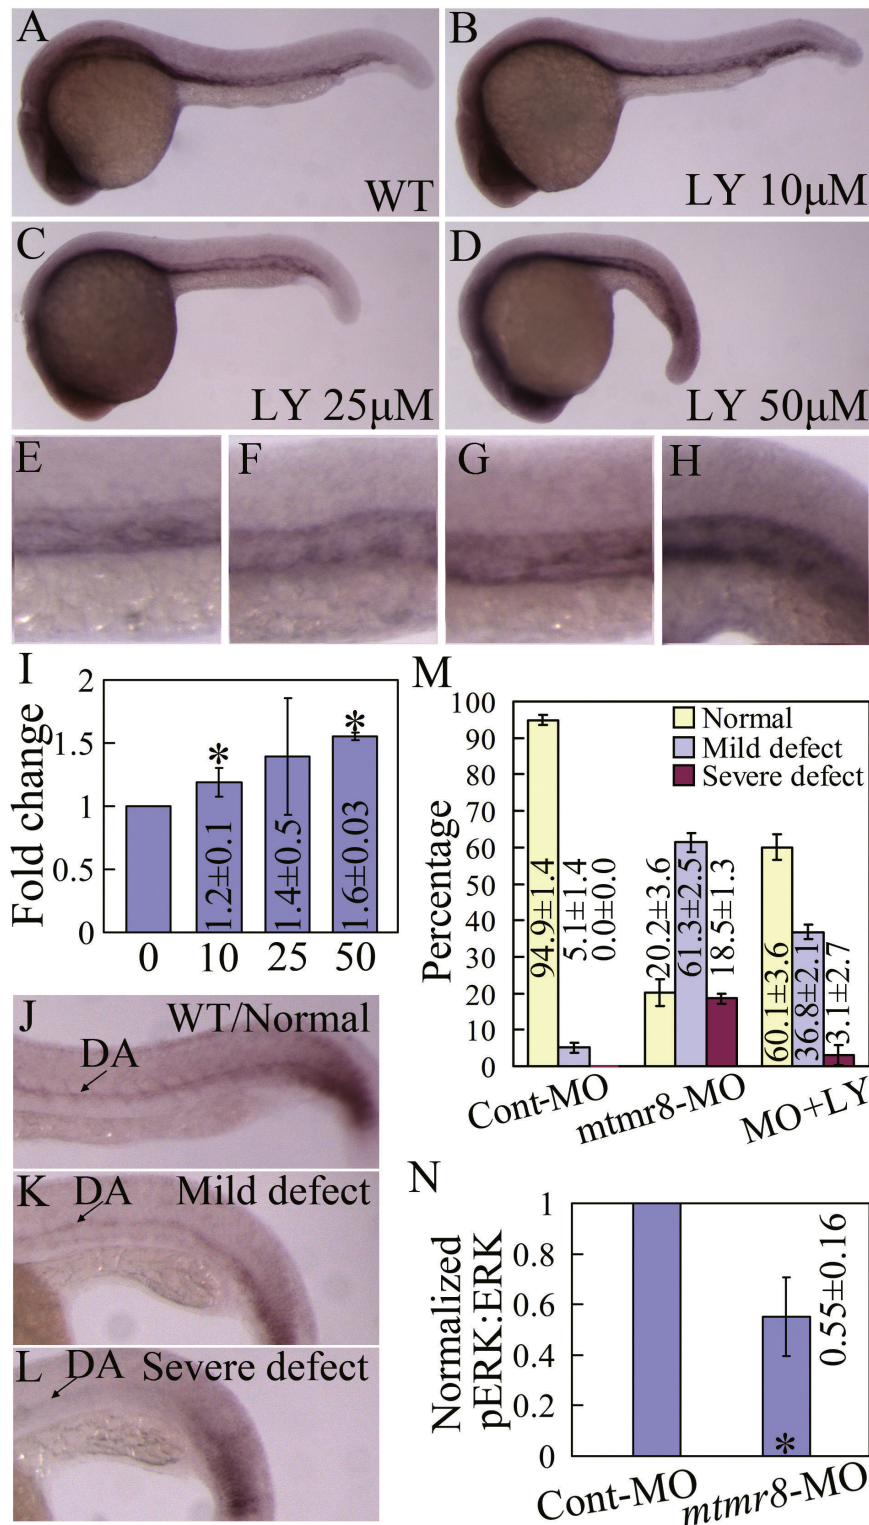 A
WT
B
LY 10μM
C
LY 25μM
D
LY 50μM
E
F
G
H
I
Fold change
2
1.5
1
0.5
0
1.2±0.1
1.4±0.5
1.6±0.03
*
*
0
10
25
50
J
WT/Normal
DA
K
DA
Mild defect
L
DA
Severe defect
M
Percentage
100
90
80
70
60
50
40
30
20
10
0
Normal
Mild defect
Severe defect
94.9±1.4
5.1±1.4
0.0±0.0
20.2±3.6
61.3±2.5
18.5±1.3
60.1±3.6
36.8±2.1
3.1±2.7
Cont-MO
mtmr8-MO
MO+LY
N
Normalized
pERK:ERK
1
0.8
0.6
0.4
0.2
0
0.55±0.16
*
Cont-MO
mtmr8-MO